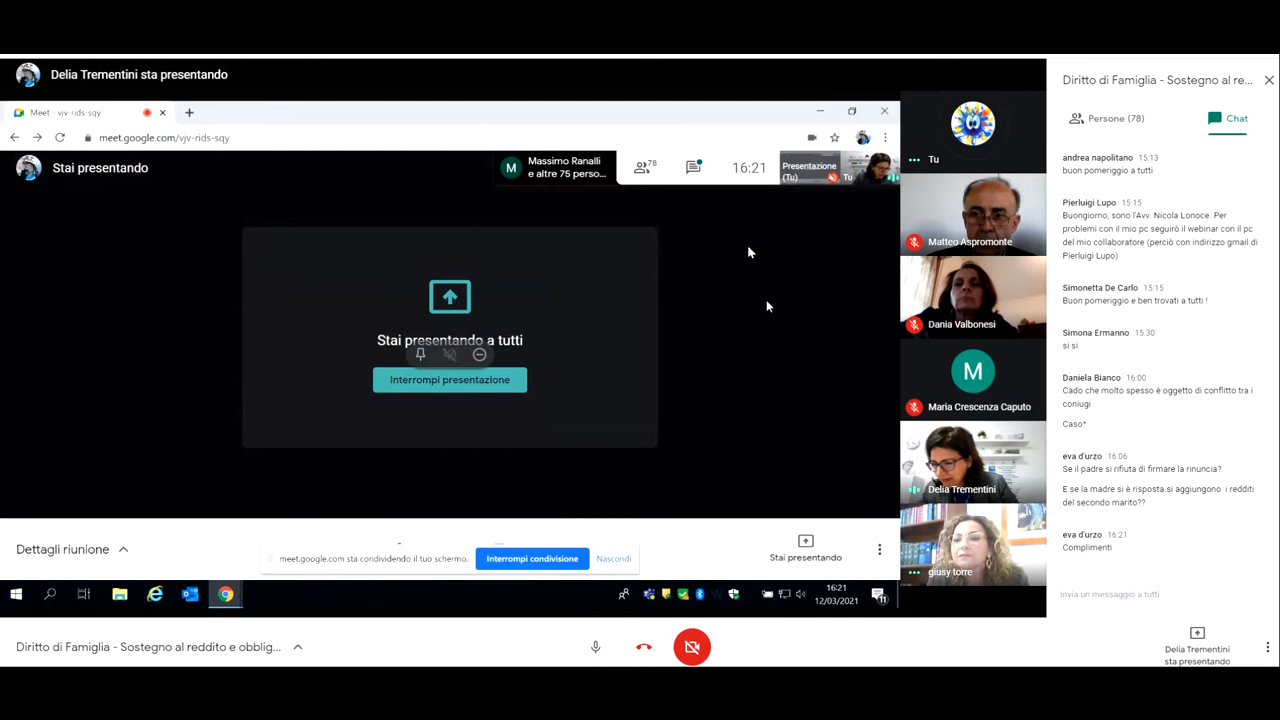 Delia Trementini sta presentando
Meet - vjv-rids-sqy
meet.google.com/vjv-rids-sqy
Stai presentando
M
Massimo Ranalli
e altre 75 perso...
78
16:21
Presentazione
(Tu)
Tu
Stai presentando a tutti
Interrompi presentazione
Dettagli riunione
meet.google.com sta condividendo il tuo schermo.
Interrompi condivisione
Nascondi
Stai presentando
16:21
12/03/2021
11
Tu
Matteo Aspromonte
Dania Valbonesi
M
Maria Crescenza Caputo
Delia Trementini
giusy torre
Diritto di Famiglia - Sostegno al re...
Persone (78)
Chat
andrea napolitano 15:13
buon pomeriggio a tutti
Pierluigi Lupo 15:15
Buongiorno, sono l'Avv. Nicola Lonoce. Per
problemi con il mio pc seguirò il webinar con il pc
del mio collaboratore (perciò con indirizzo gmail di
Pierluigi Lupo)
Simonetta De Carlo 15:15
Buon pomeriggio e ben trovati a tutti !
Simona Ermanno 15:30
si si
Daniela Bianco 16:00
Cado che molto spesso è oggetto di conflitto tra i
coniugi
Caso*
eva d'urzo 16:06
Se il padre si rifiuta di firmare la rinuncia?
E se la madre si è risposta.si aggiungono i redditi
del secondo marito??
eva d'urzo 16:21
Complimenti
Invia un messaggio a tutti
Diritto di Famiglia - Sostegno al reddito e obblig...
Delia Trementini
sta presentando